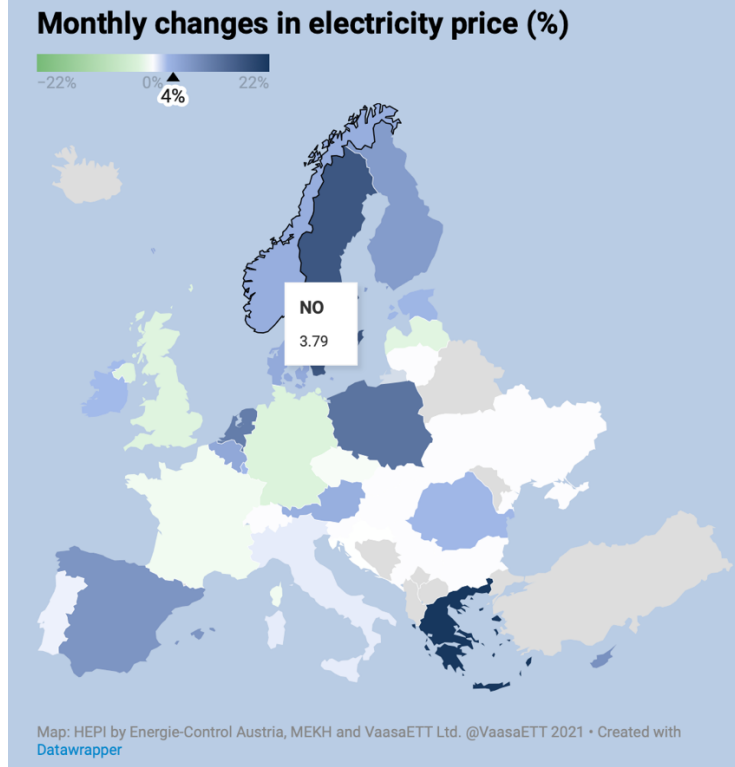 Monthly changes in electricity price (%)
−22% 0% 22%
4%
NO
3.79
Map: HEPI by Energie-Control Austria, MEKH and VaasaETT Ltd. @VaasaETT 2021 • Created with
Datawrapper